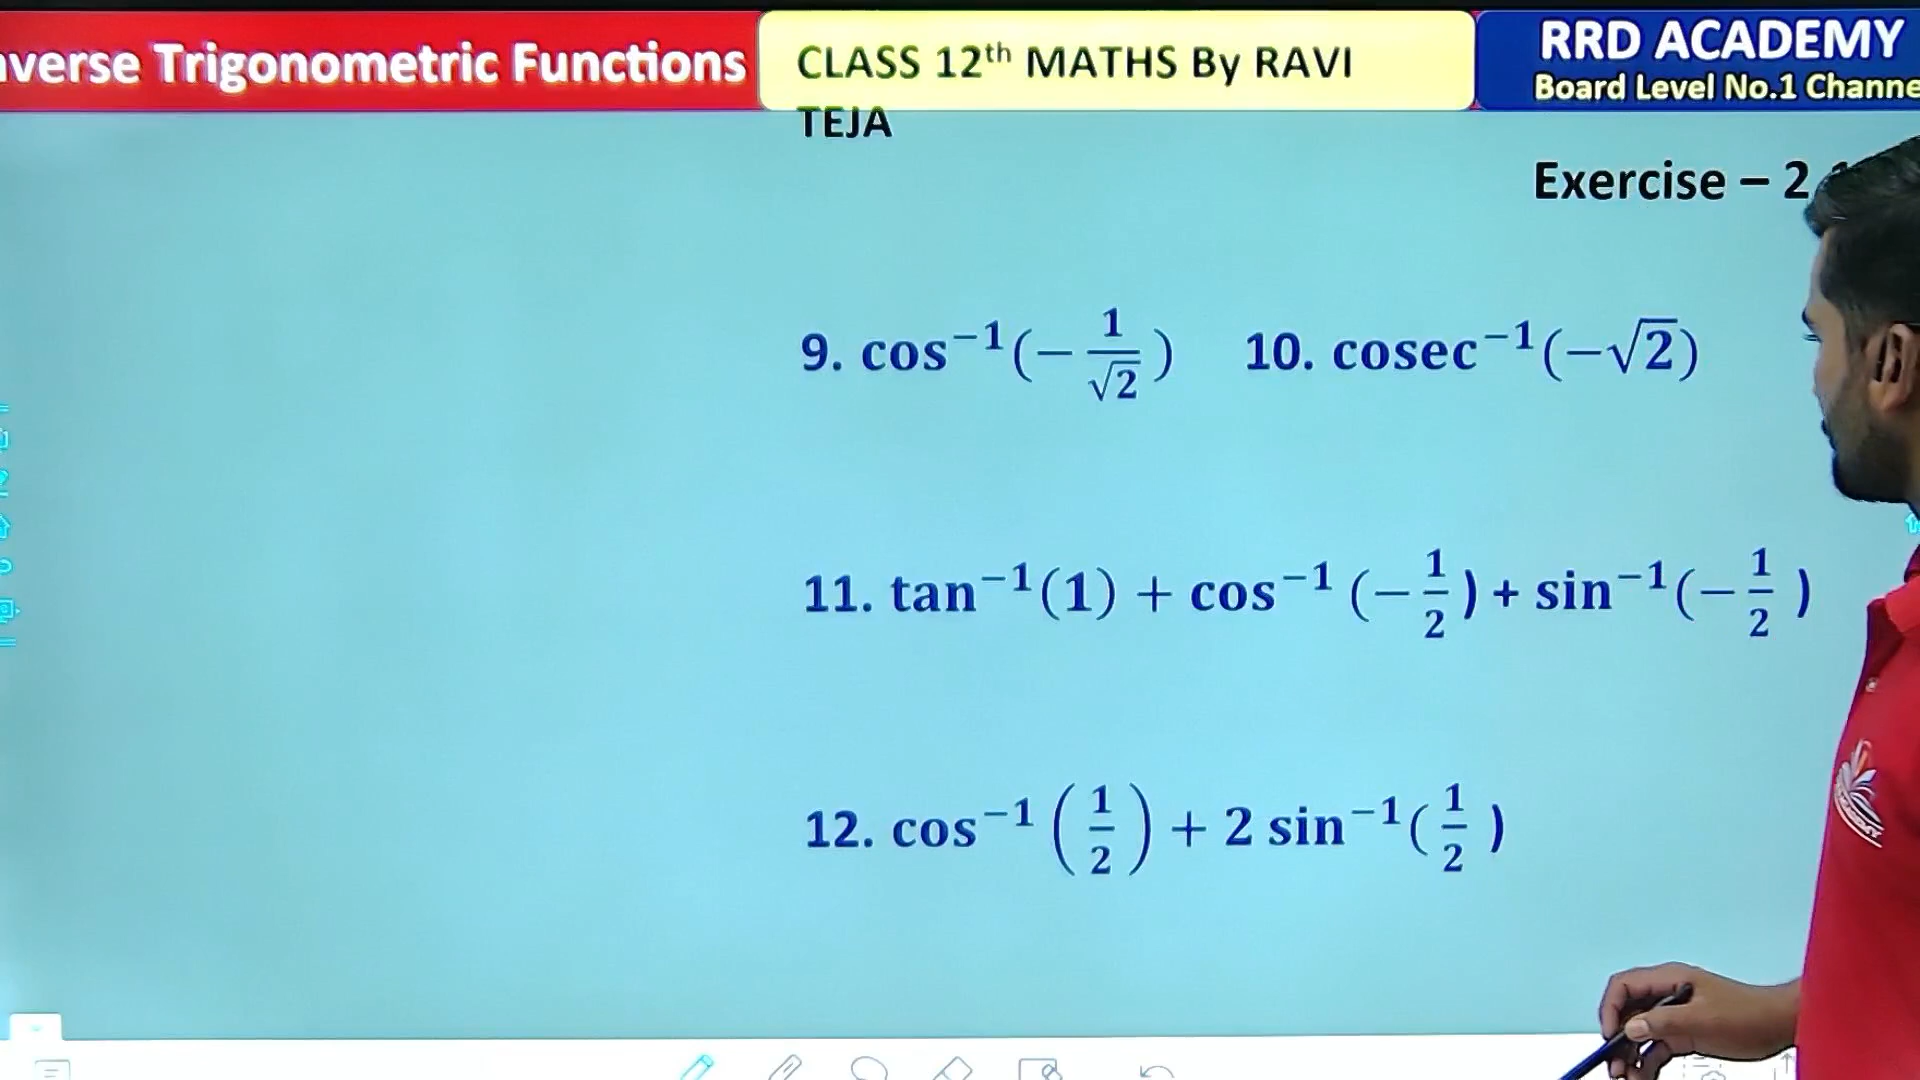 nverse Trigonometric Functions
CLASS 12th MATHS By RAVI
TEJA
RRD ACADEMY
Board Level No.1 Channe
Exercise – 2
9. cos⁻¹(−1/√2) 10. cosec⁻¹(−√2)
11. tan⁻¹(1) + cos⁻¹ (−1/2) + sin⁻¹(−1/2 )
12. cos⁻¹ (1/2) + 2 sin⁻¹(1/2 )